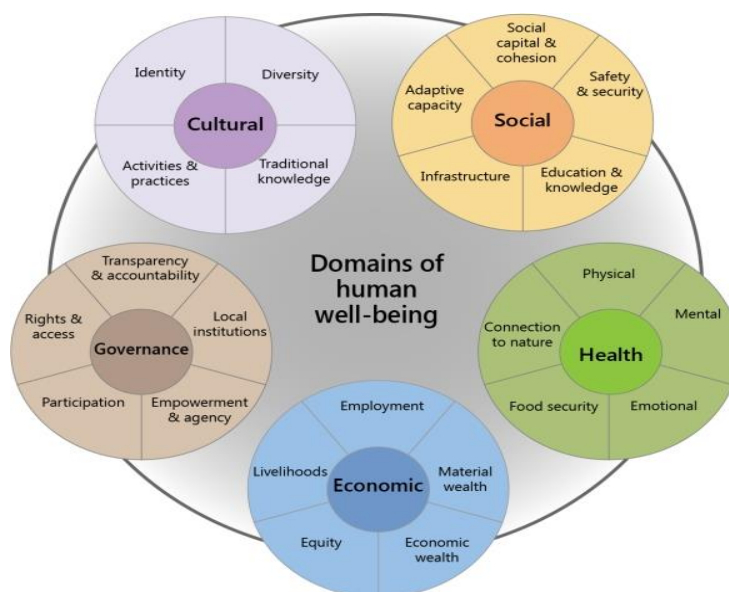 Identity
Diversity
Cultural
Activities &
practices
Traditional
knowledge
Social
capital &
cohesion
Adaptive
capacity
Safety
& security
Social
Infrastructure
Education &
knowledge
Domains of
human
well-being
Transparency
& accountability
Rights &
access
Local
institutions
Governance
Participation
Empowerment
& agency
Physical
Connection
to nature
Mental
Health
Food security
Emotional
Employment
Livelihoods
Material
wealth
Economic
Equity
Economic
wealth